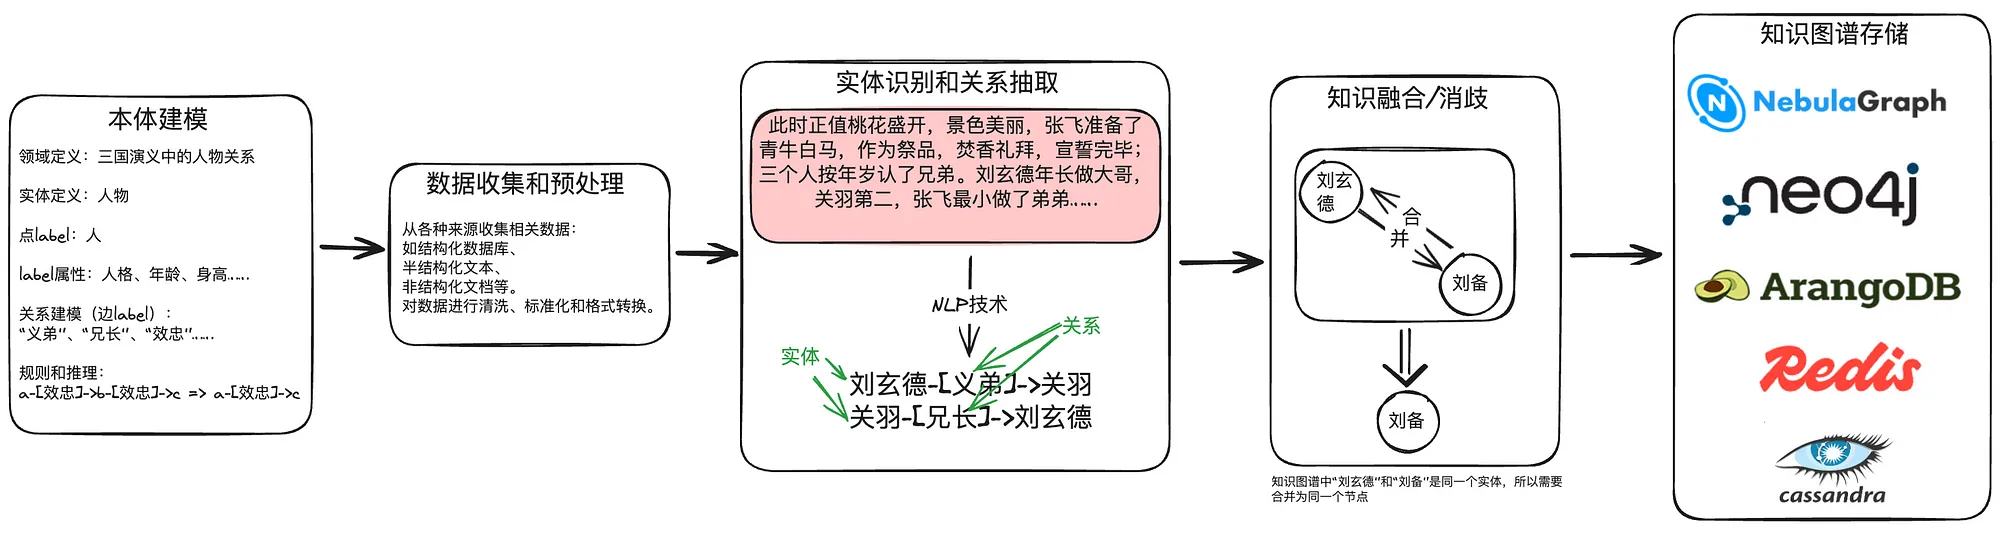 本体建模
领域定义：三国演义中的人物关系
实体定义：人物
点label：人
label属性：人格、年龄、身高……
关系建模（边label）：
“义弟”、“兄长”、“效忠”……
规则和推理：
a-[效忠]->b-[效忠]->c => a-[效忠]->c
数据收集和预处理
从各种来源收集相关数据：
如结构化数据库、
半结构化文本、
非结构化文档等。
对数据进行清洗、标准化和格式转换。
实体识别和关系抽取
此时正值桃花盛开，景色美丽，张飞准备了
青牛白马，作为祭品，焚香礼拜，宣誓完毕；
三个人按年岁认了兄弟。刘玄德年长做大哥，
关羽第二，张飞最小做了弟弟……
NLP技术
关系
实体
刘玄德-[义弟]->关羽
关羽-[兄长]->刘玄德
知识融合/消歧
刘玄
德
合
并
刘备
刘备
知识图谱中“刘玄德”和“刘备”是同一个实体，所以需要
合并为同一个节点
知识图谱存储
NebulaGraph
neo4j
ArangoDB
Redis
cassandra